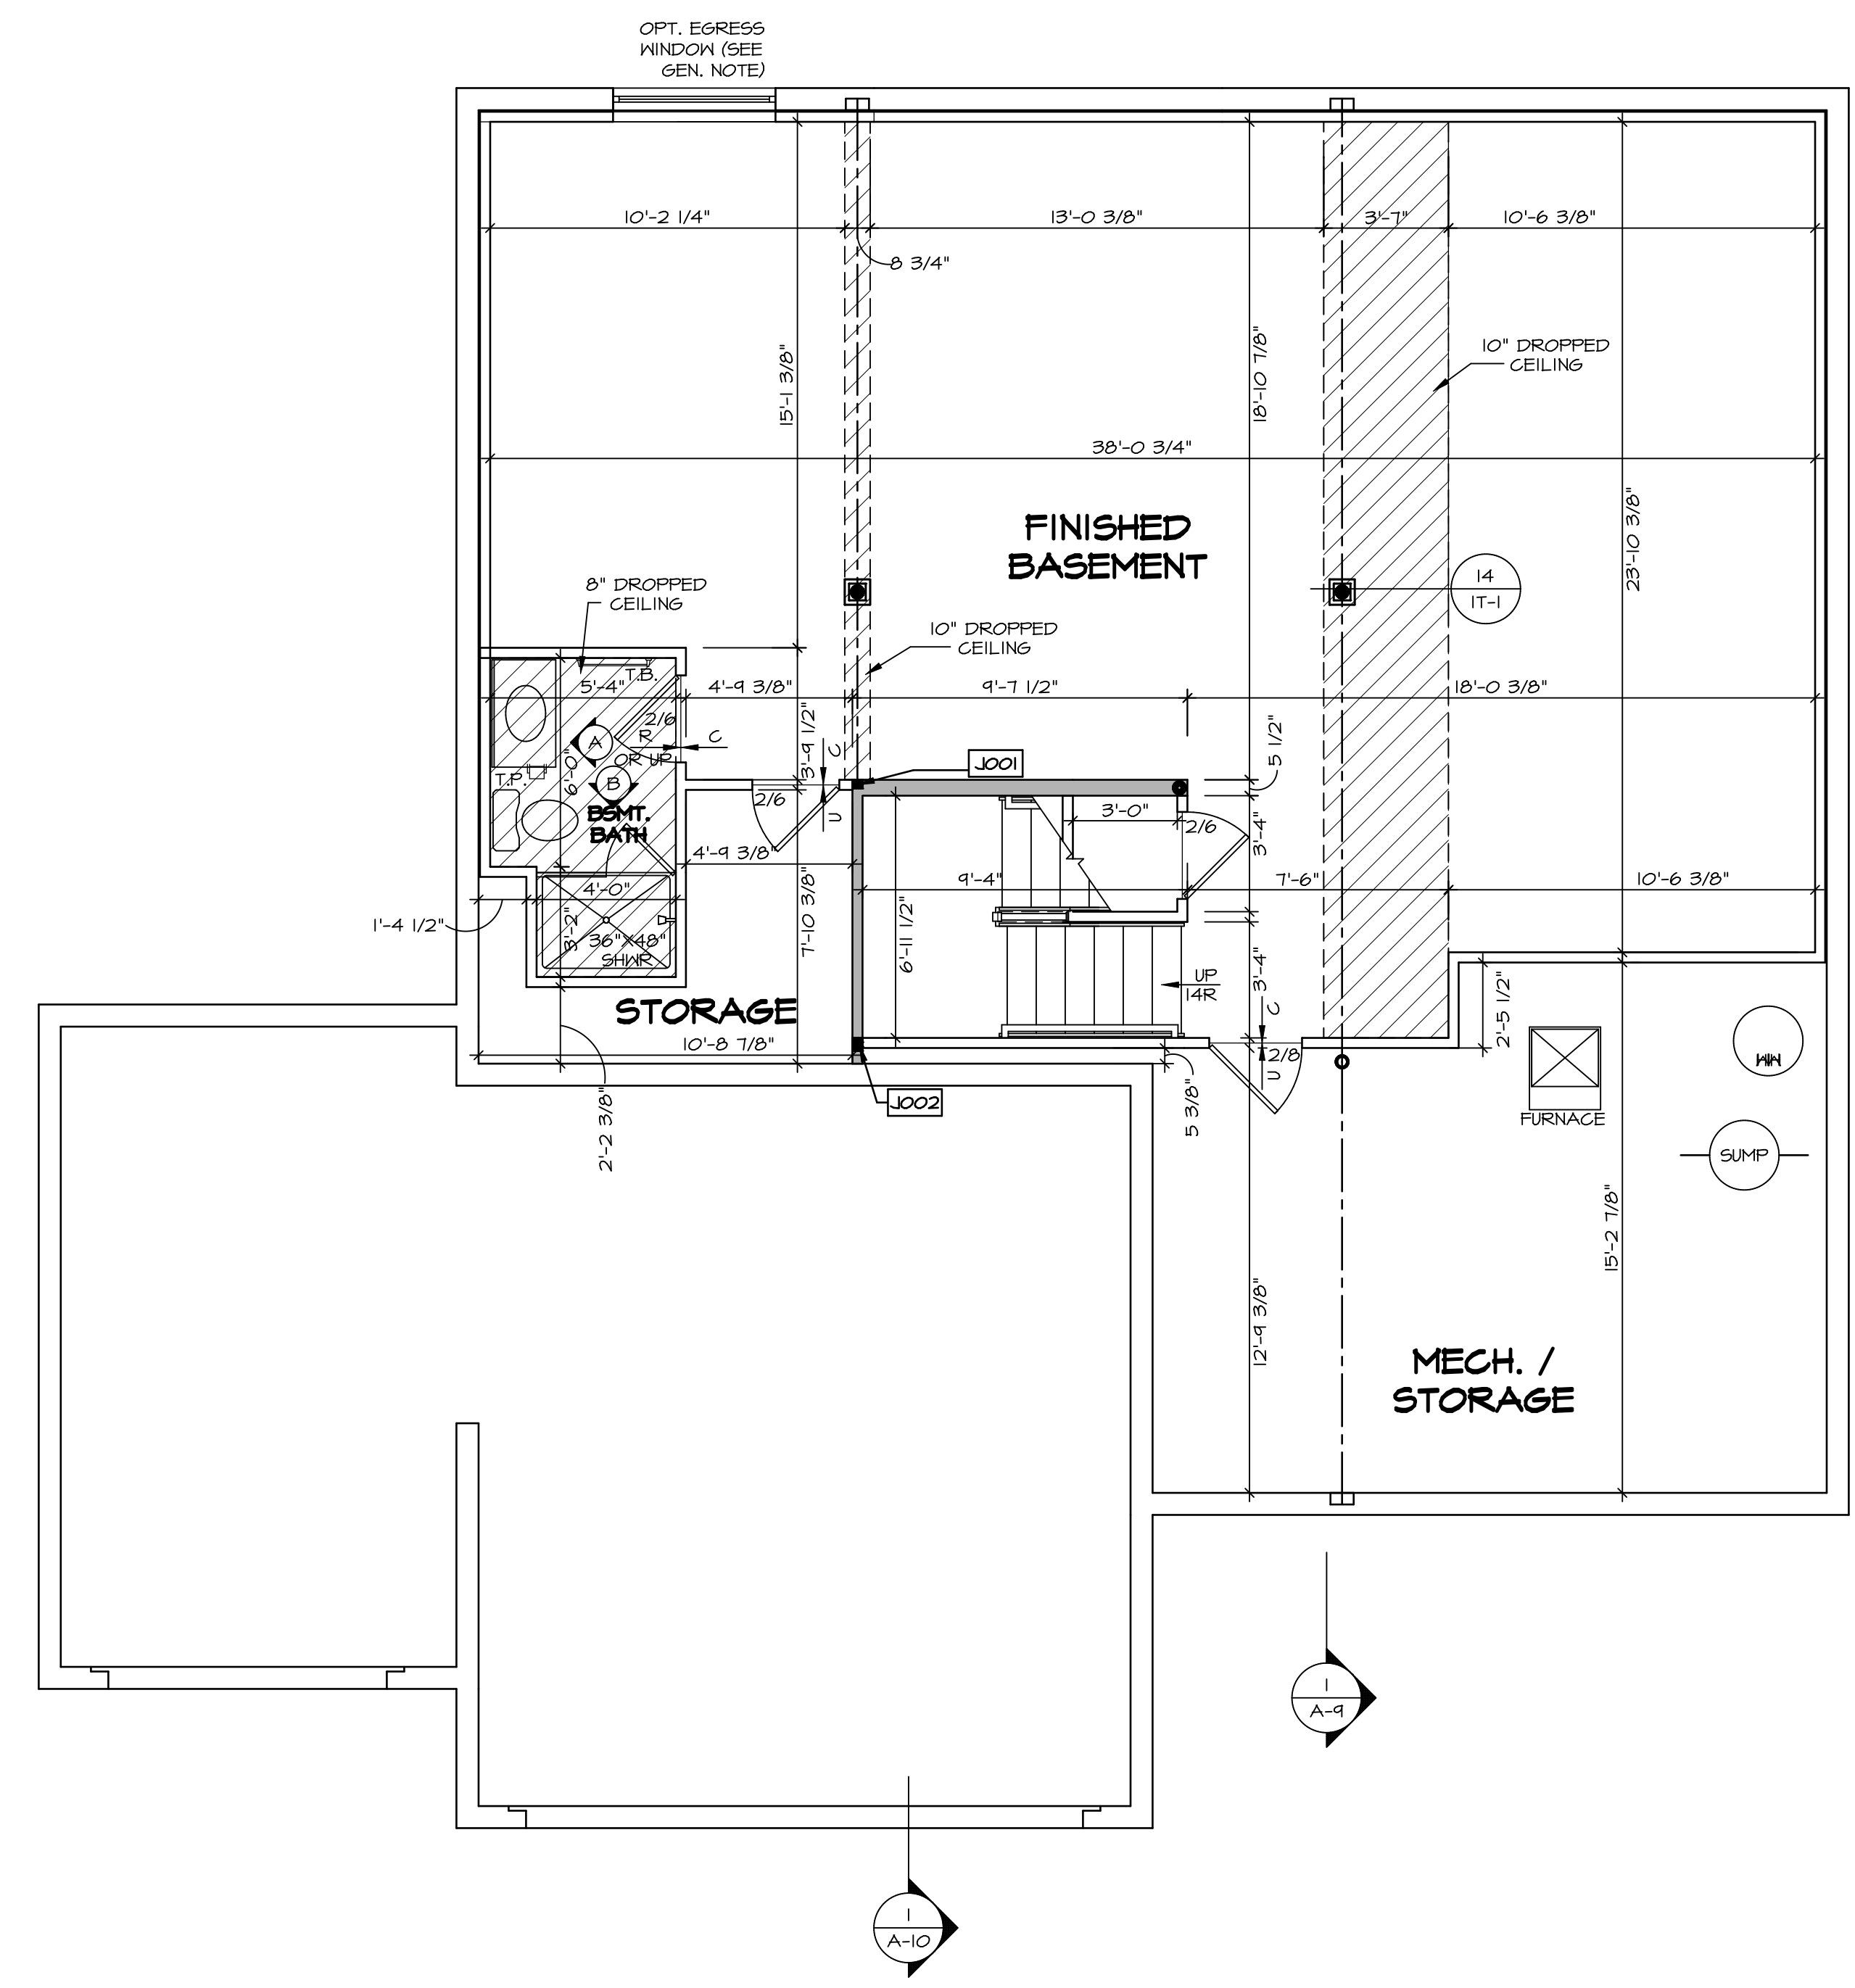 OPT. EGRESS
WINDOW (SEE
GEN. NOTE)
10'-2 1/4"
13'-0 3/8"
3'-7"
10'-6 3/8"
8 3/4"
15'-1 3/8"
18'-10 7/8"
10" DROPPED
CEILING
38'-0 3/4"
FINISHED
BASEMENT
23'-10 3/8"
14
1T-1
8" DROPPED
CEILING
10" DROPPED
CEILING
T.B.
5'-4"
4'-9 3/8"
9'-7 1/2"
18'-0 3/8"
2/6
R
C
OR UP
A
B
6'-0"
T.P.
BSMT.
BATH
3'-9 1/2"
C
U
2/6
J001
5 1/2"
3'-0"
2/6
3'-4"
4'-9 3/8"
9'-4"
7'-6"
10'-6 3/8"
4'-0"
1'-4 1/2"
3'-2"
36"X48"
SHWR
7'-10 3/8"
6'-11 1/2"
UP
14R
3'-4"
C
U
2/8
2'-5 1/2"
STORAGE
10'-8 7/8"
2'-2 3/8"
J002
5 3/8"
FURNACE
WH
SUMP
15'-2 7/8"
12'-9 3/8"
MECH. /
STORAGE
1
A-9
1
A-10